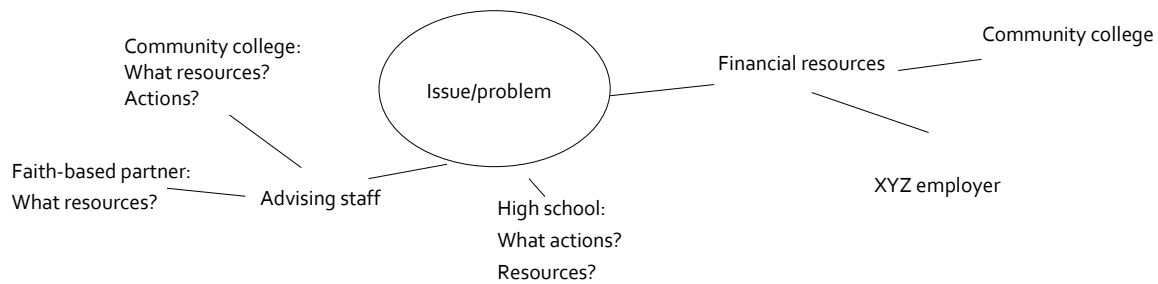 Community college:
What resources?
Actions?
Issue/problem
Financial resources
Community college
Faith-based partner:
What resources?
Advising staff
XYZ employer
High school:
What actions?
Resources?